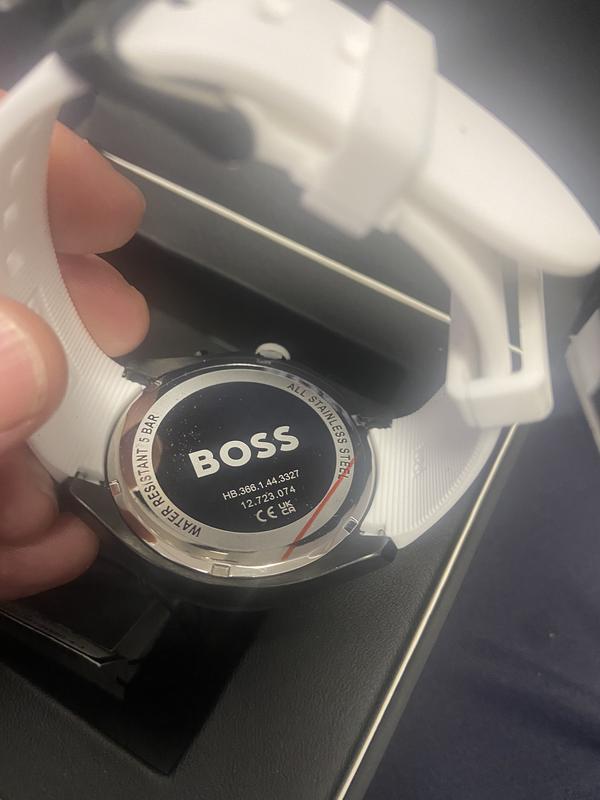 ALL STAINLESS STEEL
BOSS
HB.366.1.44.3327
12.723.074
CE UK
CA
WATER RESISTANT 5 BAR